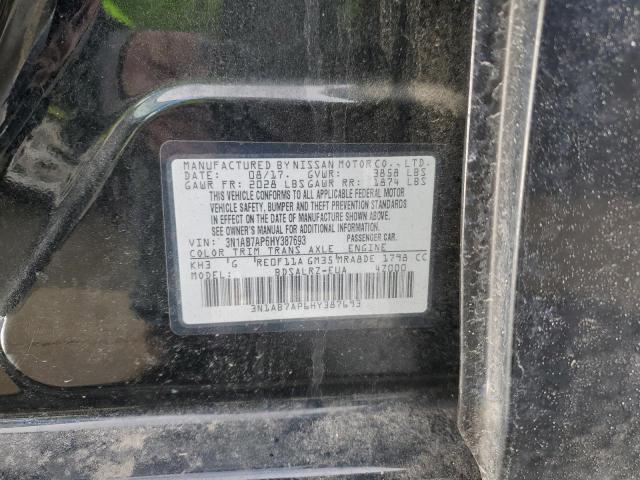 MANUFACTURED BY NISSAN MOTOR CO., LTD.
DATE: 08/17 GVWR: 3858 LBS
GAWR FR: 2028 LBS GAWR RR: 1874 LBS
THIS VEHICLE CONFORMS TO ALL APPLICABLE FEDERAL MOTOR
VEHICLE SAFETY, BUMPER AND THEFT PREVENTION STANDARDS
IN EFFECT ON THE DATE OF MANUFACTURE SHOWN ABOVE.
SEE OWNER'S MANUAL FOR ADDITIONAL INFORMATION.
VIN: 3N1AB7AP6HY387693 PASSENGER CAR.
COLOR TRIM TRANS AXLE ENGINE
KH3 'G 'RE0F11A GM35 MRA8DE 1798 CC
MODEL: BDSALRZ-EUA 47000
3N1AB7AP6HY387693